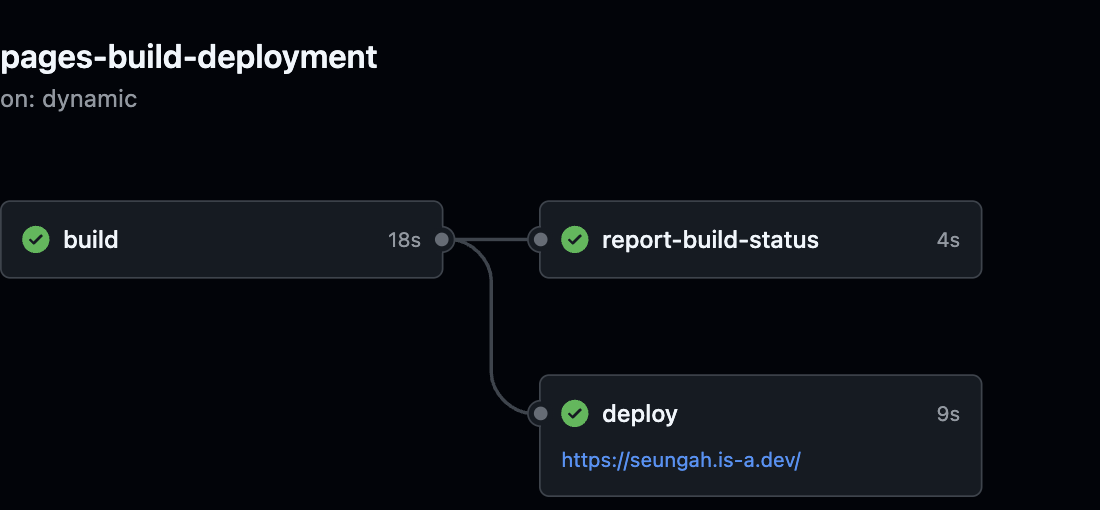 pages-build-deployment
on: dynamic
build 18s
report-build-status 4s
deploy 9s
https://seungah.is-a.dev/